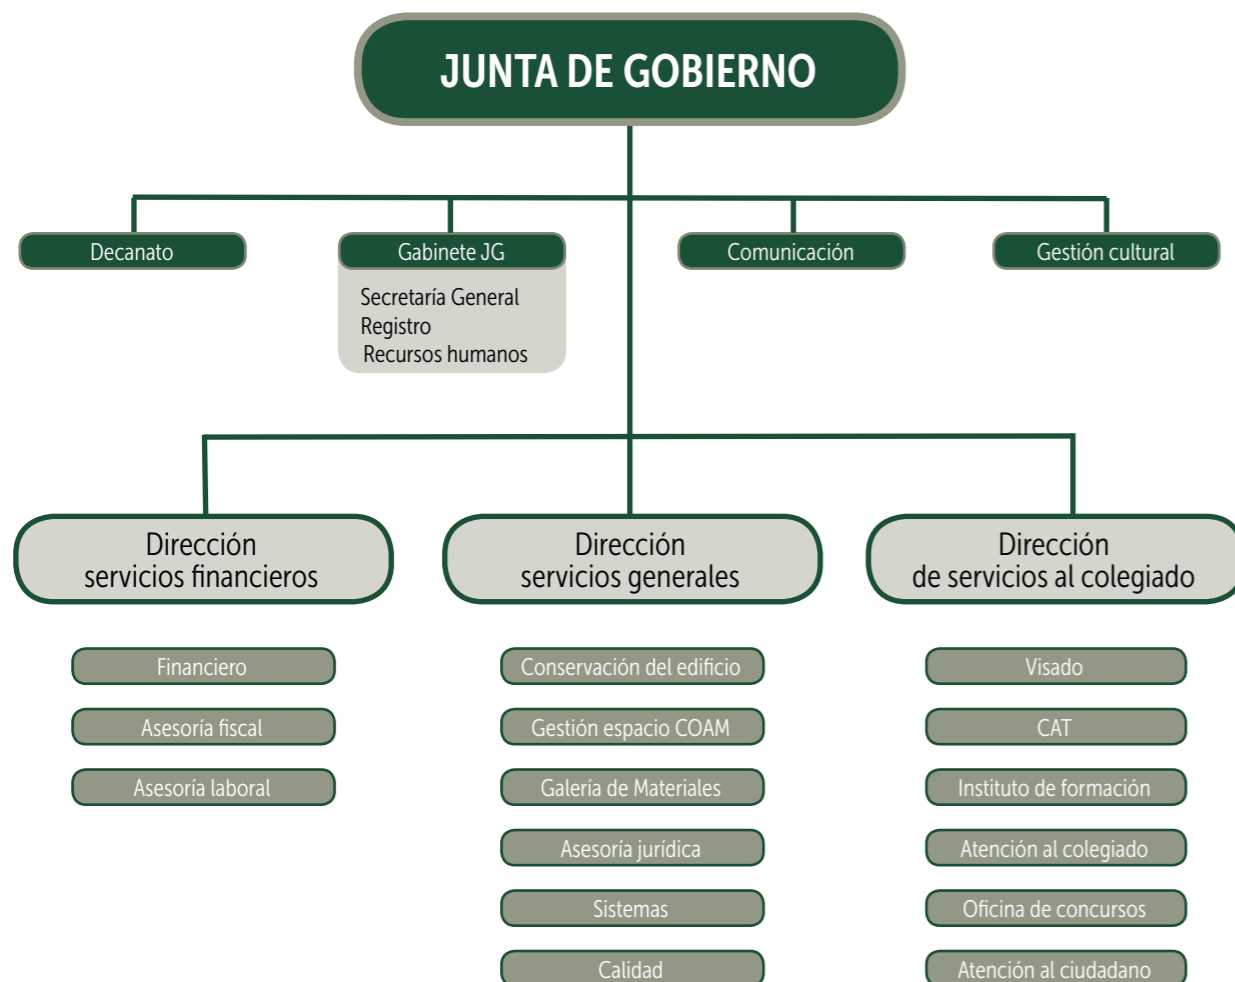 JUNTA DE GOBIERNO
Decanato
Gabinete JG
Secretaría General
Registro
Recursos humanos
Comunicación
Gestión cultural
Dirección
servicios financieros
Financiero
Asesoría fiscal
Asesoría laboral
Dirección
servicios generales
Conservación del edificio
Gestión espacio COAM
Galería de Materiales
Asesoría jurídica
Sistemas
Calidad
Dirección
de servicios al colegiado
Visado
CAT
Instituto de formación
Atención al colegiado
Oficina de concursos
Atención al ciudadano